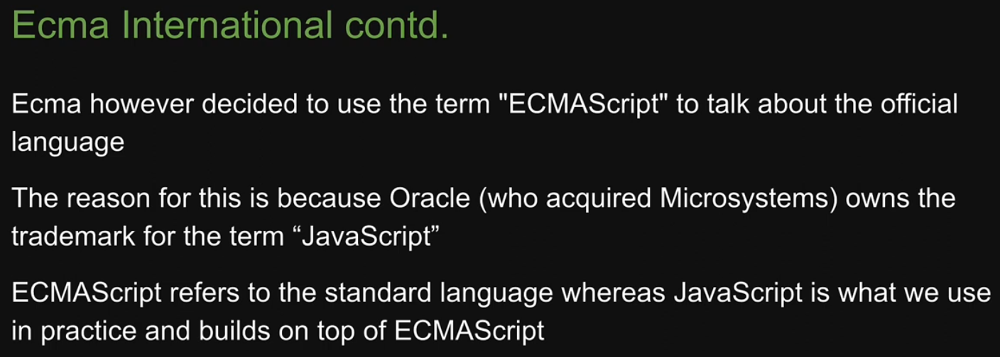 Ecma International contd.
Ecma however decided to use the term "ECMAScript" to talk about the official
language
The reason for this is because Oracle (who acquired Microsystems) owns the
trademark for the term “JavaScript”
ECMAScript refers to the standard language whereas JavaScript is what we use
in practice and builds on top of ECMAScript